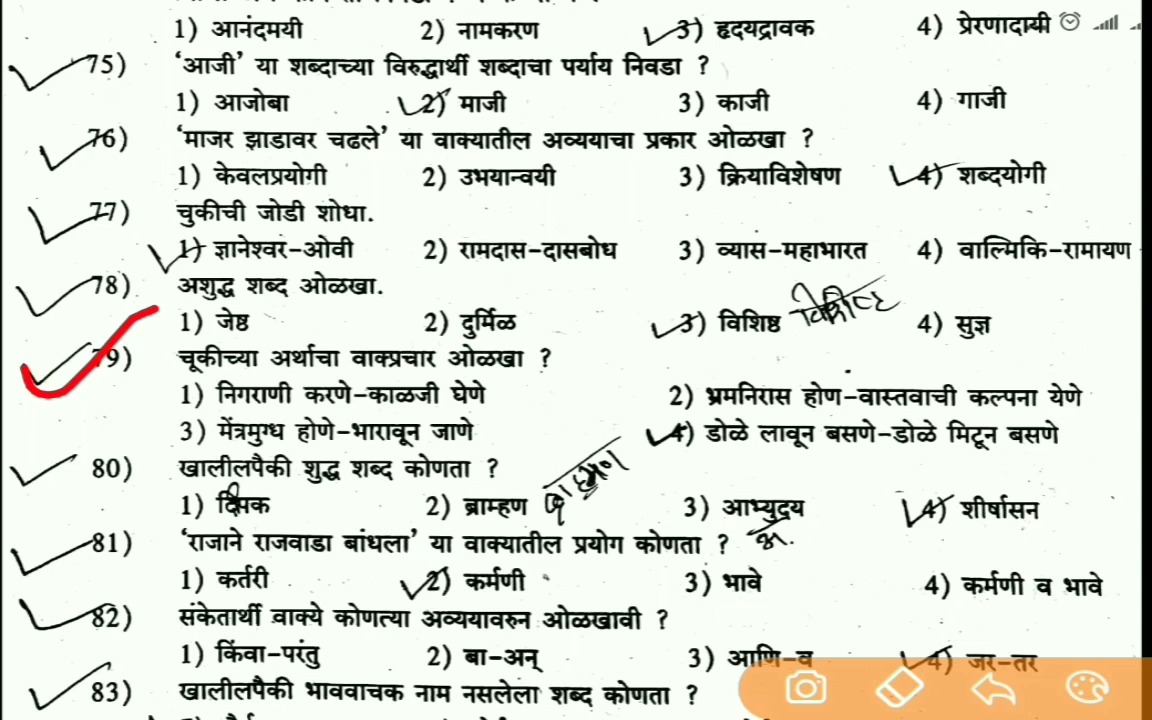 1) आनंदमयी 2) नामकरण 3) हृदयद्रावक 4) प्रेरणादायी
75) 'आजी' या शब्दाच्या विरुद्धार्थी शब्दाचा पर्याय निवडा ?
1) आजोबा 2) माजी 3) काजी 4) गाजी
76) 'माजर झाडावर चढले' या वाक्यातील अव्ययाचा प्रकार ओळखा ?
1) केवलप्रयोगी 2) उभयान्वयी 3) क्रियाविशेषण 4) शब्दयोगी
77) चुकीची जोडी शोधा.
1) ज्ञानेश्वर-ओवी 2) रामदास-दासबोध 3) व्यास-महाभारत 4) वाल्मिकि-रामायण
78) अशुद्ध शब्द ओळखा.
1) जेष्ठ 2) दुर्मिळ 3) विशिष्ठ 4) सुज्ञ
79) चूकीच्या अर्थाचा वाक्प्रचार ओळखा ?
1) निगराणी करणे-काळजी घेणे 2) भ्रमनिरास होण-वास्तवाची कल्पना येणे
3) मेंत्रमुग्ध होणे-भारावून जाणे 4) डोळे लावून बसणे-डोळे मिटून बसणे
80) खालीलपैकी शुद्ध शब्द कोणता ?
1) दिपक 2) ब्राम्हण 3) आभ्युद्रय 4) शीर्षासन
81) 'राजाने राजवाडा बांधला' या वाक्यातील प्रयोग कोणता ?
1) कर्तरी 2) कर्मणी 3) भावे 4) कर्मणी व भावे
82) संकेतार्थी वाक्ये कोणत्या अव्ययावरुन ओळखावी ?
1) किंवा-परंतु 2) बा-अन् 3) आणि-व 4) जर-तर
83) खालीलपैकी भाववाचक नाम नसलेला शब्द कोणता ?